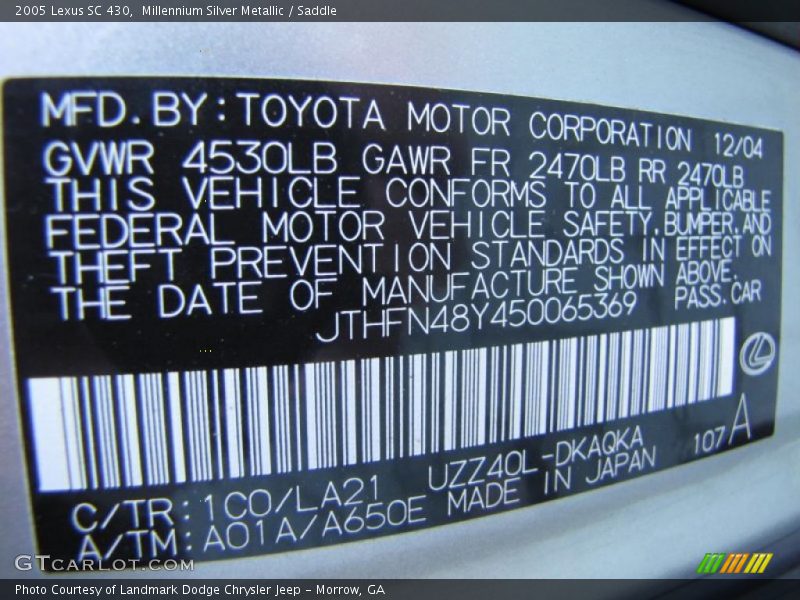 2005 Lexus SC 430,  Millennium Silver Metallic / Saddle
MFD. BY: TOYOTA MOTOR CORPORATION 12/04
GVWR 4530LB GAWR FR 2470LB RR 2470LB
THIS VEHICLE CONFORMS TO ALL APPLICABLE
FEDERAL MOTOR VEHICLE SAFETY, BUMPER, AND
THEFT PREVENTION STANDARDS IN EFFECT ON
THE DATE OF MANUFACTURE SHOWN ABOVE.
JTHFN48Y450065369 PASS. CAR
C/TR: 1C0/LA21 UZZ40L-DKAQKA 107 A
A/TM: A01A/A650E MADE IN JAPAN
GTcarlot.com
Photo Courtesy of Landmark Dodge Chrysler Jeep - Morrow, GA